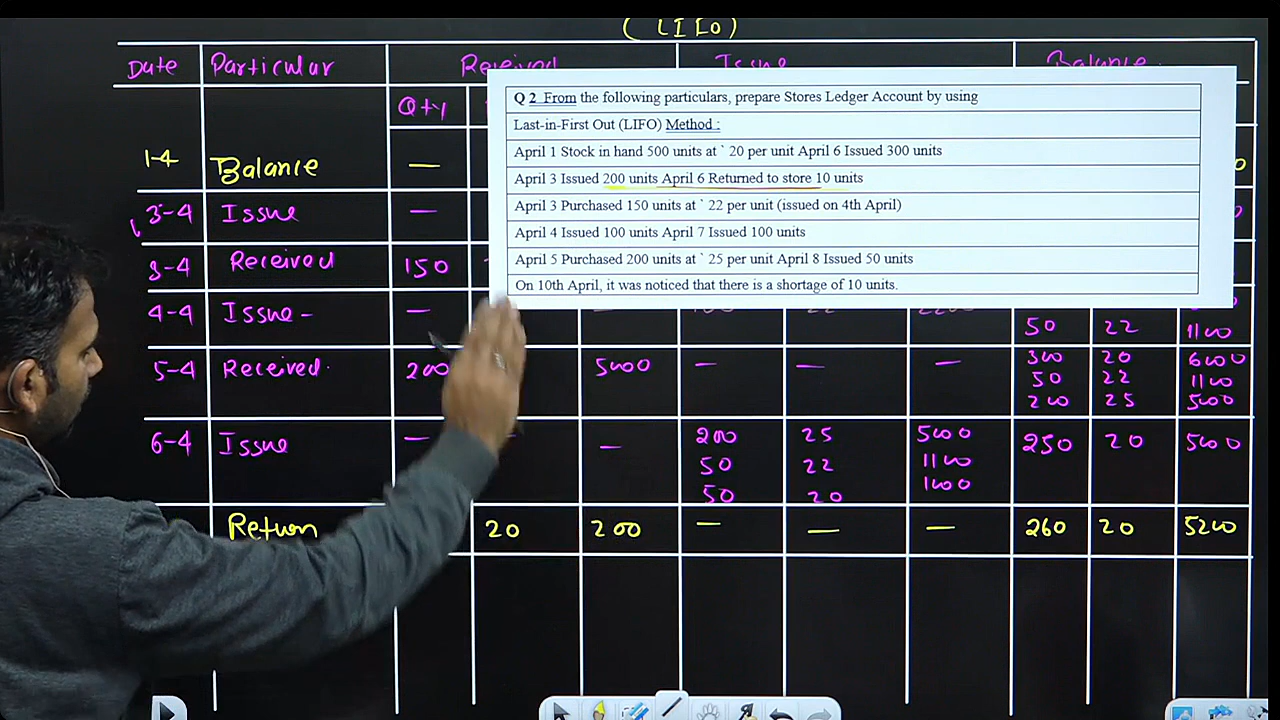 (LIFO)
Date Particular Received Issue Balance
Qty
1-4 Balance —
3-4 Issue —
3-4 Received 150
4-4 Issue - —
50 22 1100
5-4 Received. 200 5000 — — — 300 20 6000
50 22 1100
200 25 5000
6-4 Issue — — 200 25 5000 250 20 5000
50 22 1100
50 20 1000
Return 20 200 — — — 260 20 5200
Q 2 From the following particulars, prepare Stores Ledger Account by using
Last-in-First Out (LIFO) Method :
April 1 Stock in hand 500 units at ` 20 per unit April 6 Issued 300 units
April 3 Issued 200 units April 6 Returned to store 10 units
April 3 Purchased 150 units at ` 22 per unit (issued on 4th April)
April 4 Issued 100 units April 7 Issued 100 units
April 5 Purchased 200 units at ` 25 per unit April 8 Issued 50 units
On 10th April, it was noticed that there is a shortage of 10 units.